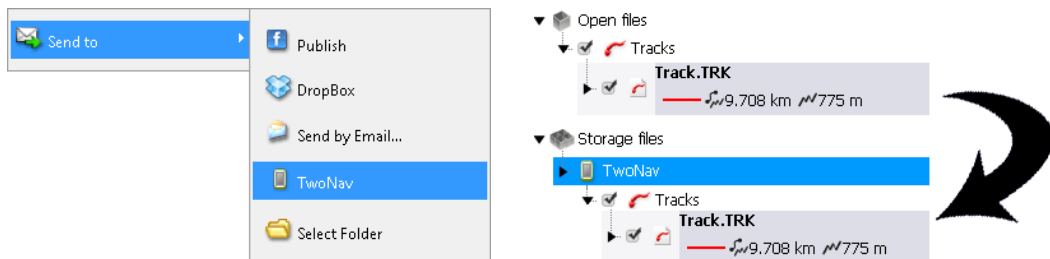 Send to
Publish
DropBox
Send by Email...
TwoNav
Select Folder
Open files
Tracks
Track.TRK
9.708 km 775 m
Storage files
TwoNav
Tracks
Track.TRK
9.708 km 775 m